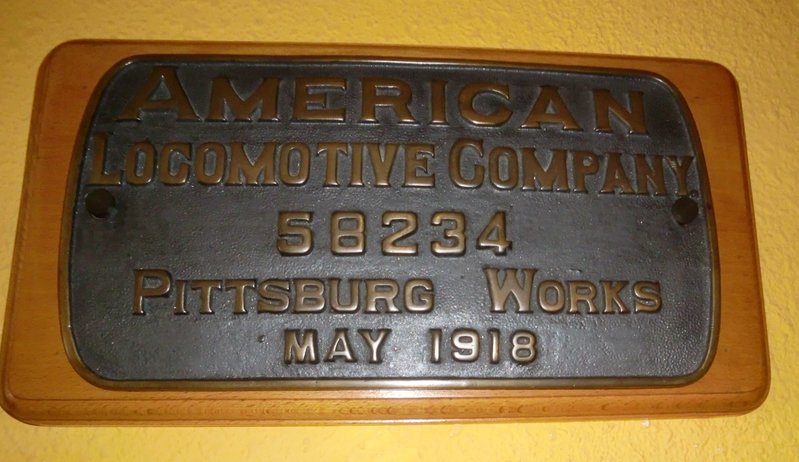 AMERICAN
LOCOMOTIVE COMPANY
58234
PITTSBURG WORKS
MAY 1918